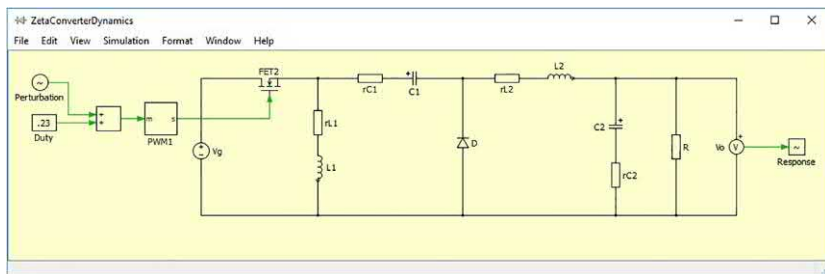 ZetaConverterDynamics
File Edit View Simulation Format Window Help
Perturbation
.23
Duty
+
+
m s
PWM1
FET2
Vg
rL1
L1
rC1
C1
+
D
rL2
L2
C2
+
rC2
R
Vo
V
+
Response